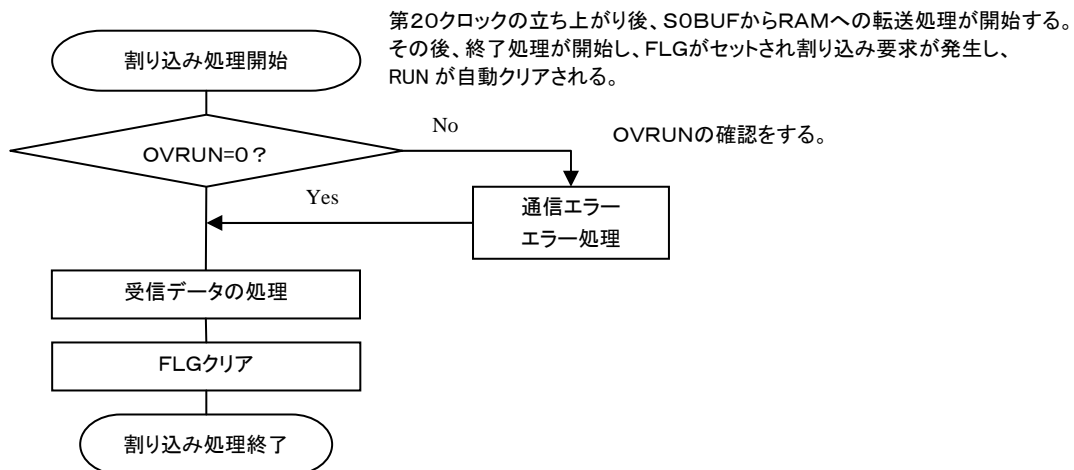 第20クロックの立ち上がり後、S0BUFからRAMへの転送処理が開始する。
その後、終了処理が開始し、FLGがセットされ割り込み要求が発生し、
RUN が自動クリアされる。
割り込み処理開始
No
OVRUNの確認をする。
OVRUN=0？
Yes
通信エラー
エラー処理
受信データの処理
FLGクリア
割り込み処理終了